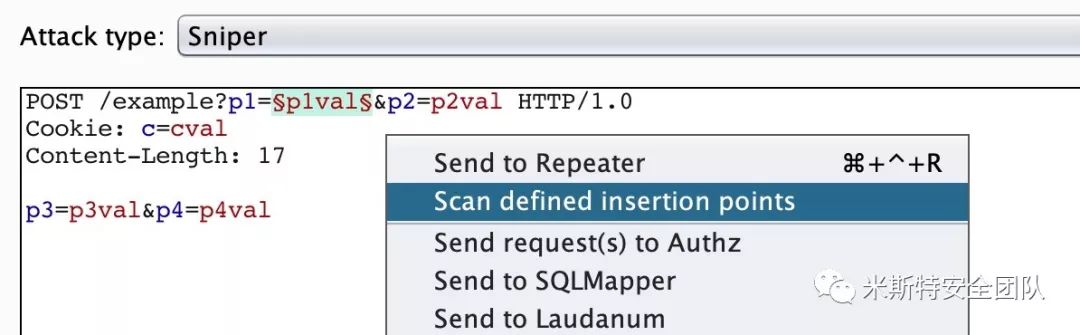 Attack type: Sniper
POST /example?p1=§p1val§&p2=p2val HTTP/1.0
Cookie: c=cval
Content-Length: 17
p3=p3val&p4=p4val
Send to Repeater ⌘+^+R
Scan defined insertion points
Send request(s) to Authz
Send to SQLMapper
Send to Laudanum
米斯特安全团队